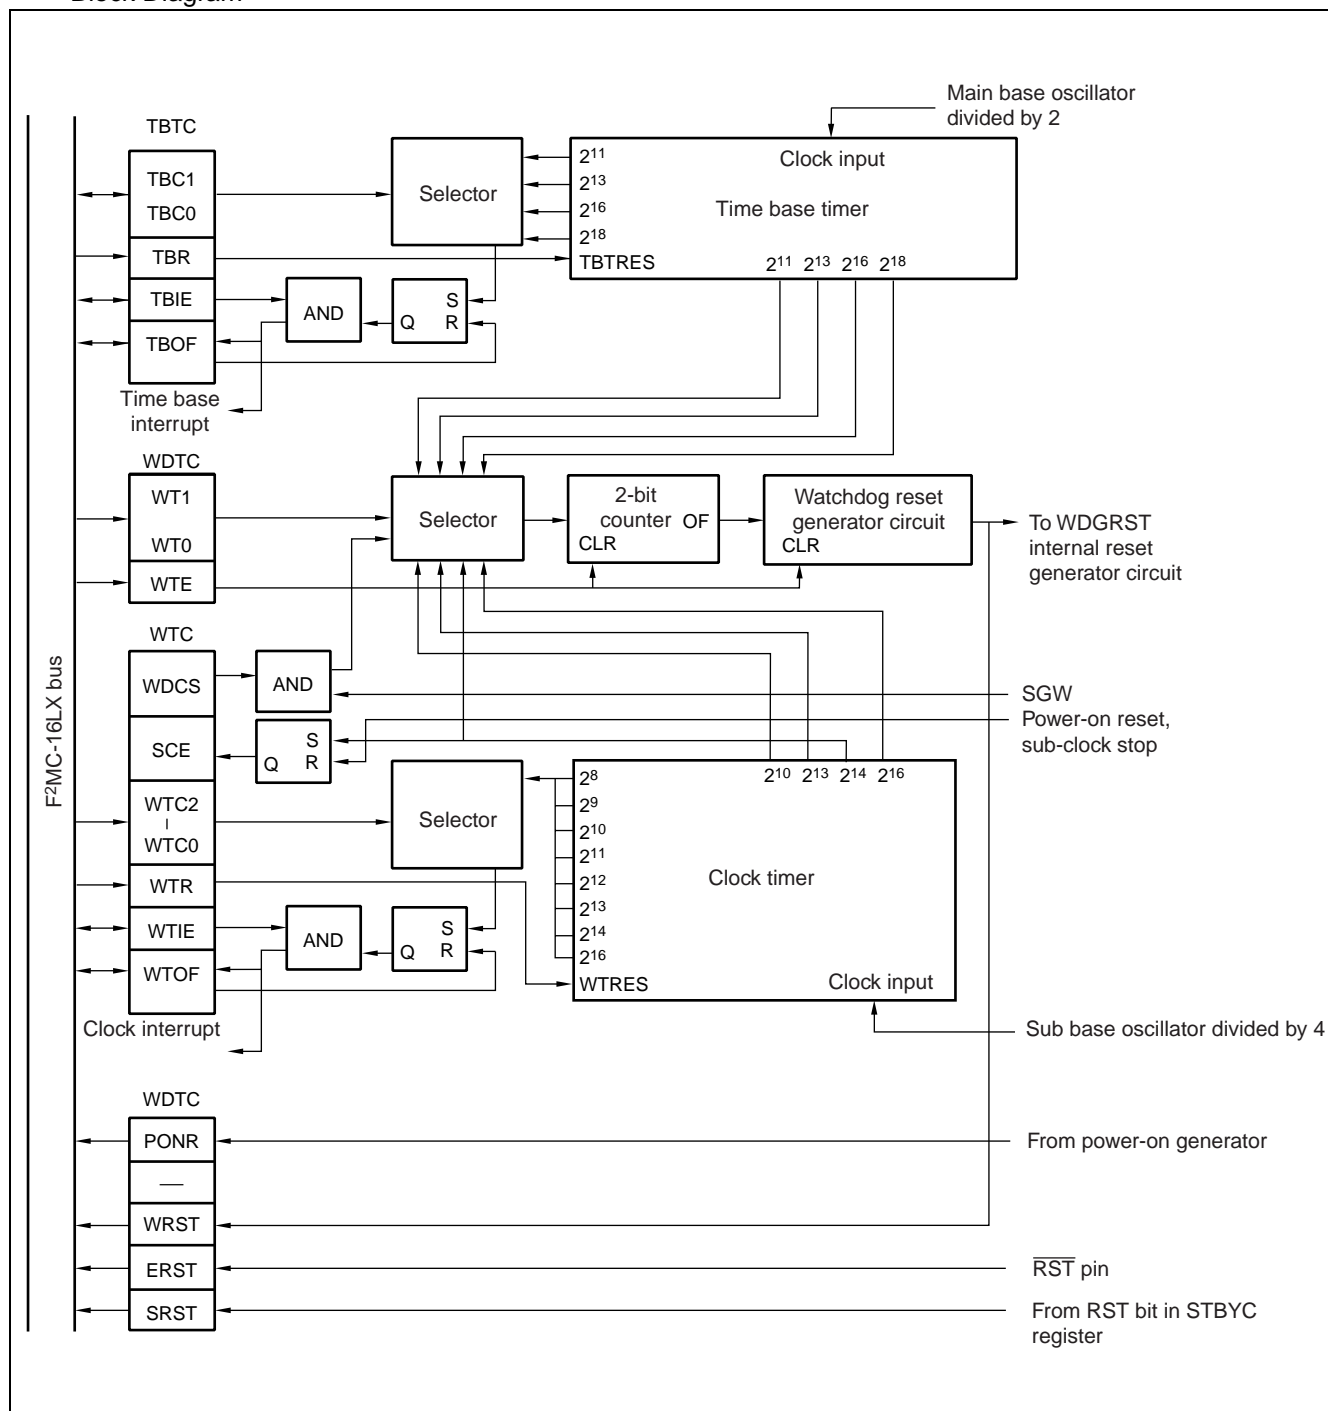 Block Diagram
Main base oscillator
divided by 2
TBTC
TBC1
TBC0
TBR
TBIE
TBOF
Selector
2¹¹
2¹³
2¹⁶
2¹⁸
TBTRES
Clock input
Time base timer
2¹¹ 2¹³ 2¹⁶ 2¹⁸
AND
S
Q R
Time base
interrupt
WDTC
WT1
WT0
WTE
Selector
2-bit
counter OF
CLR
Watchdog reset
generator circuit
CLR
To WDGRST
internal reset
generator circuit
F²MC-16LX bus
WTC
WDCS
SCE
WTC2
|
WTC0
WTR
WTIE
WTOF
AND
SGW
S
Q R
Power-on reset,
sub-clock stop
Selector
2¹⁰ 2¹³ 2¹⁴ 2¹⁶
2⁸
2⁹
2¹⁰
2¹¹
2¹²
2¹³
2¹⁴
2¹⁶
WTRES
Clock timer
Clock input
AND
S
Q R
Clock interrupt
Sub base oscillator divided by 4
WDTC
PONR
—
WRST
ERST
SRST
From power-on generator
R̅S̅T̅ pin
From RST bit in STBYC
register